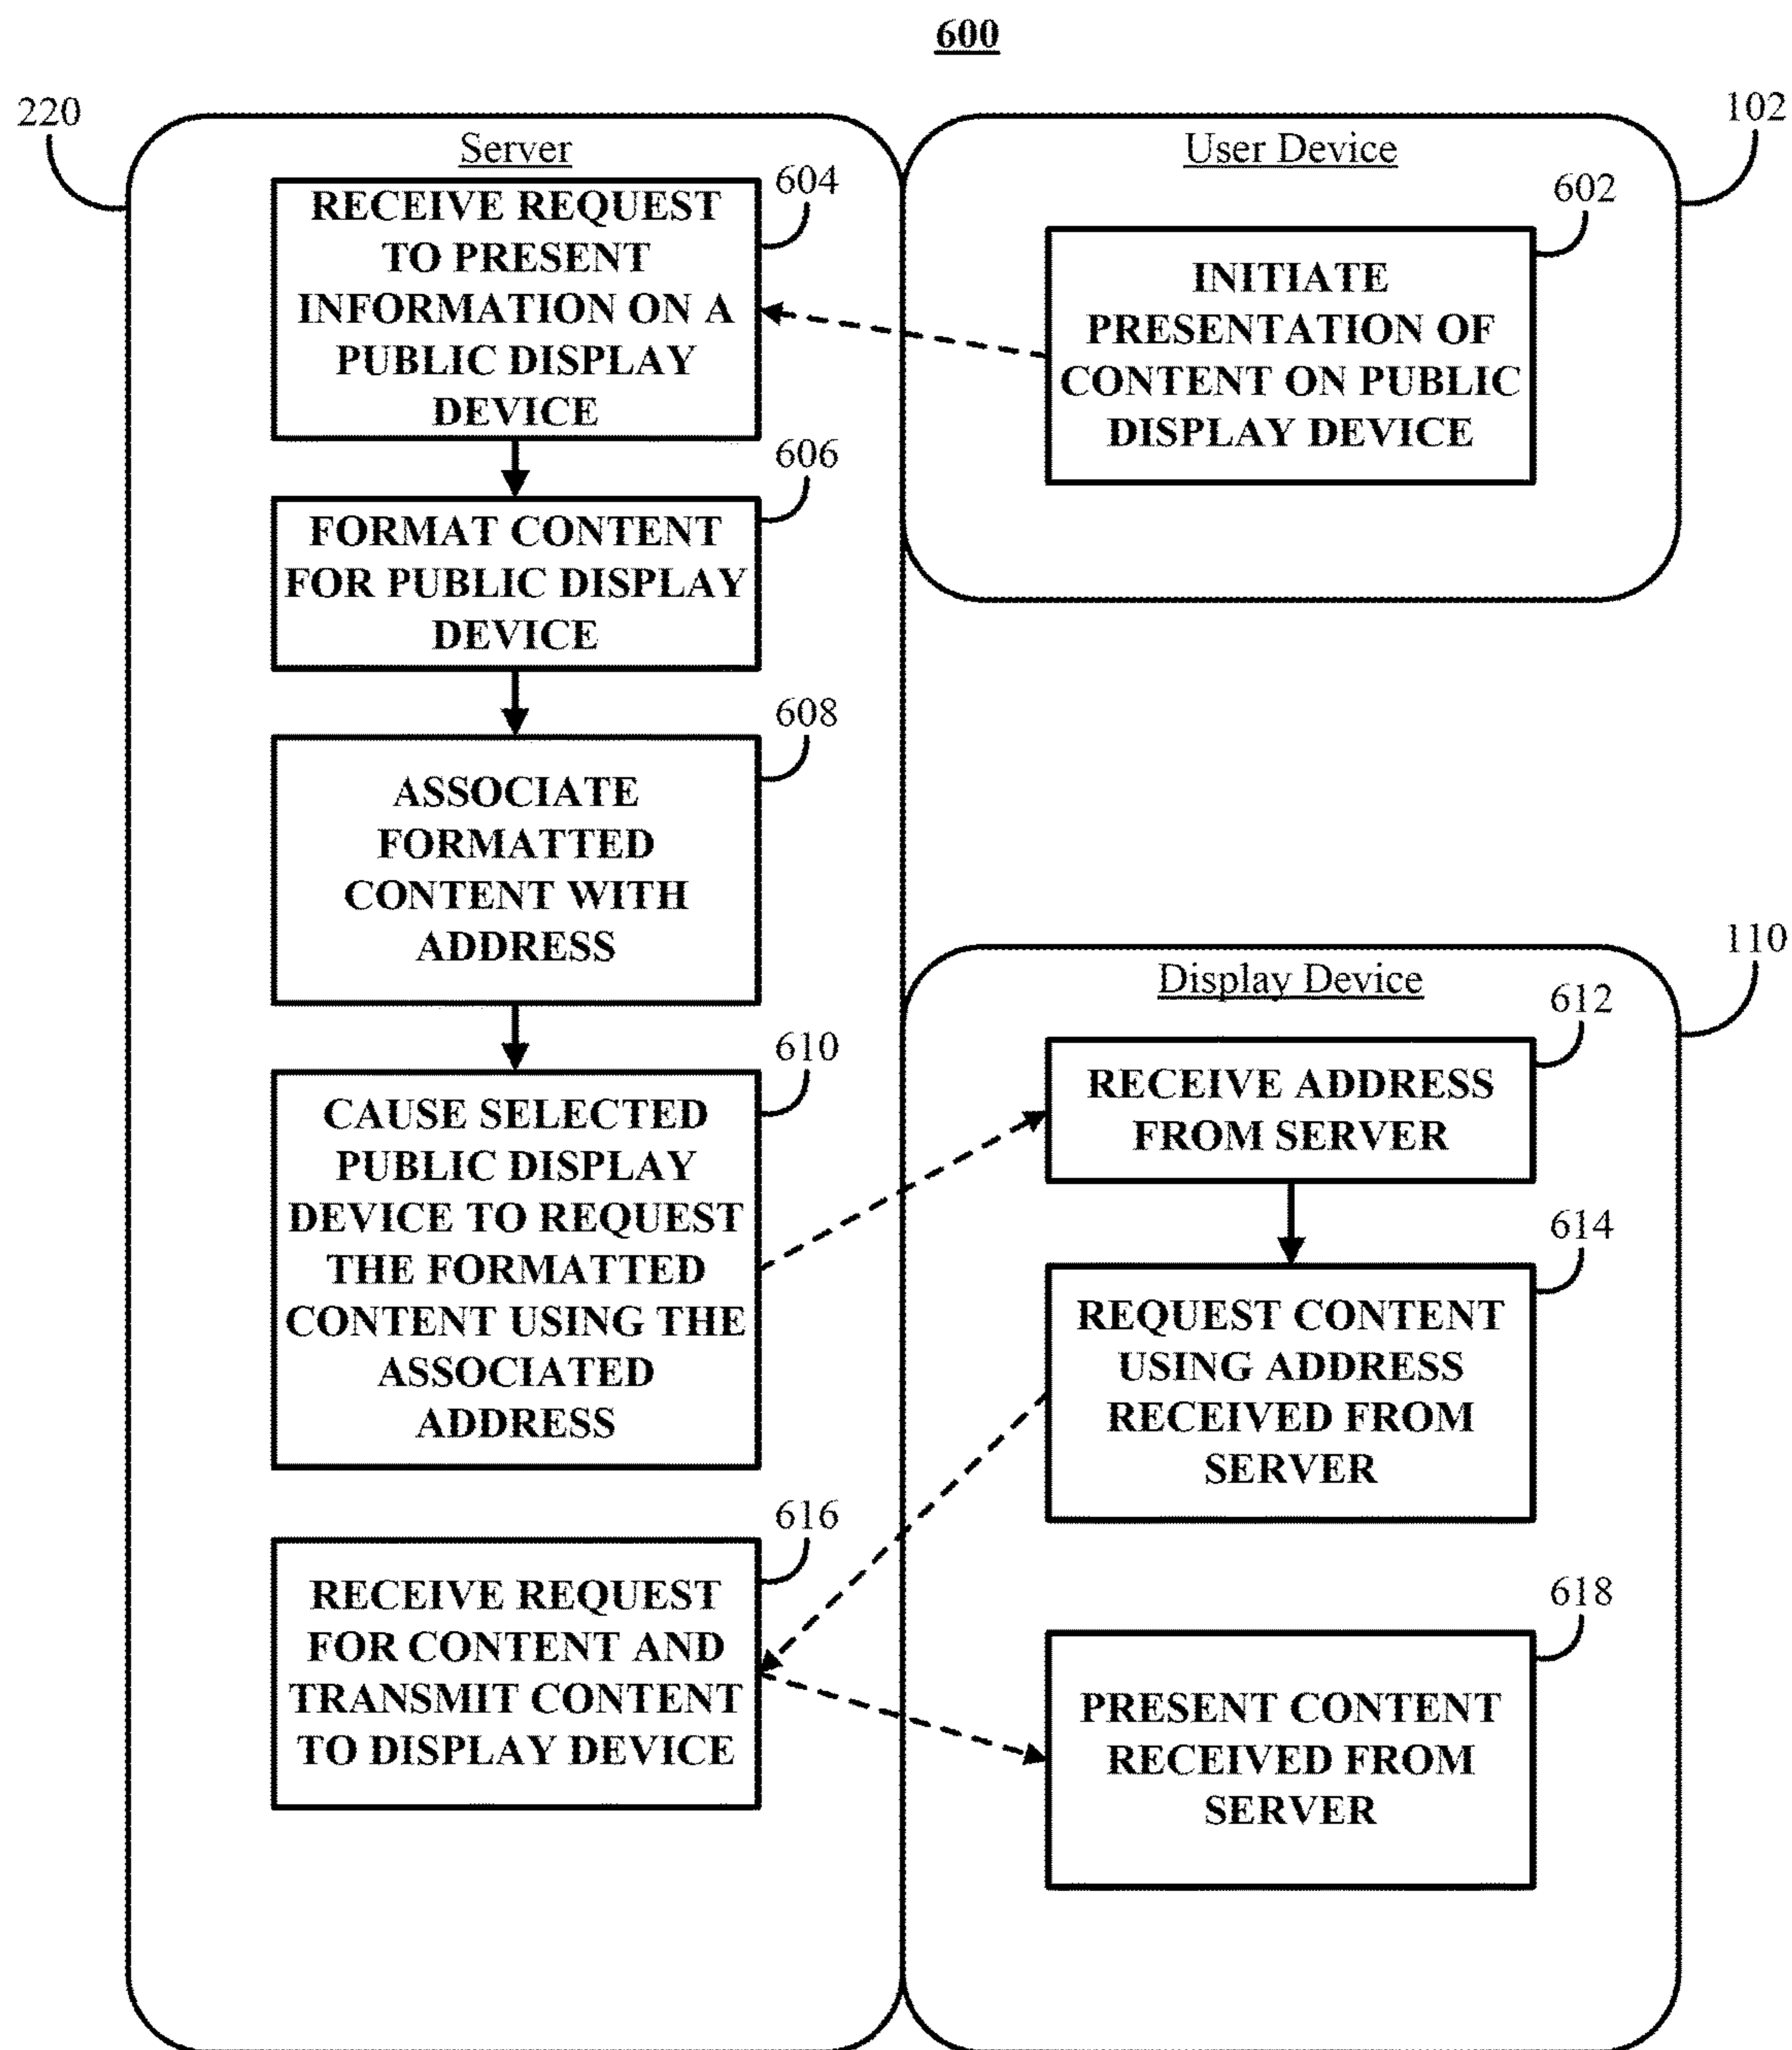 600
220
Server
604
RECEIVE REQUEST
TO PRESENT
INFORMATION ON A
PUBLIC DISPLAY
DEVICE
606
FORMAT CONTENT
FOR PUBLIC DISPLAY
DEVICE
608
ASSOCIATE
FORMATTED
CONTENT WITH
ADDRESS
610
CAUSE SELECTED
PUBLIC DISPLAY
DEVICE TO REQUEST
THE FORMATTED
CONTENT USING THE
ASSOCIATED
ADDRESS
616
RECEIVE REQUEST
FOR CONTENT AND
TRANSMIT CONTENT
TO DISPLAY DEVICE
102
User Device
602
INITIATE
PRESENTATION OF
CONTENT ON PUBLIC
DISPLAY DEVICE
110
Display Device
612
RECEIVE ADDRESS
FROM SERVER
614
REQUEST CONTENT
USING ADDRESS
RECEIVED FROM
SERVER
618
PRESENT CONTENT
RECEIVED FROM
SERVER